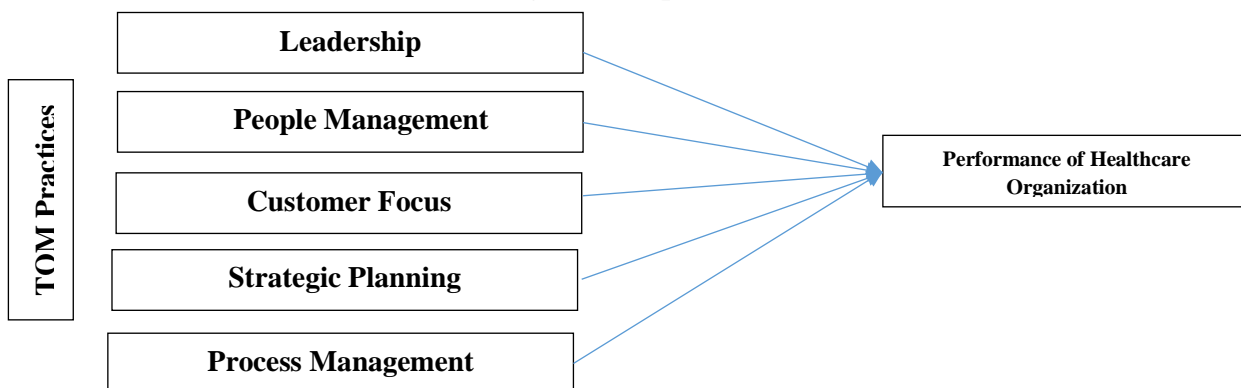 Leadership
People Management
Customer Focus
Strategic Planning
Process Management
TQM Practices
Performance of Healthcare
Organization